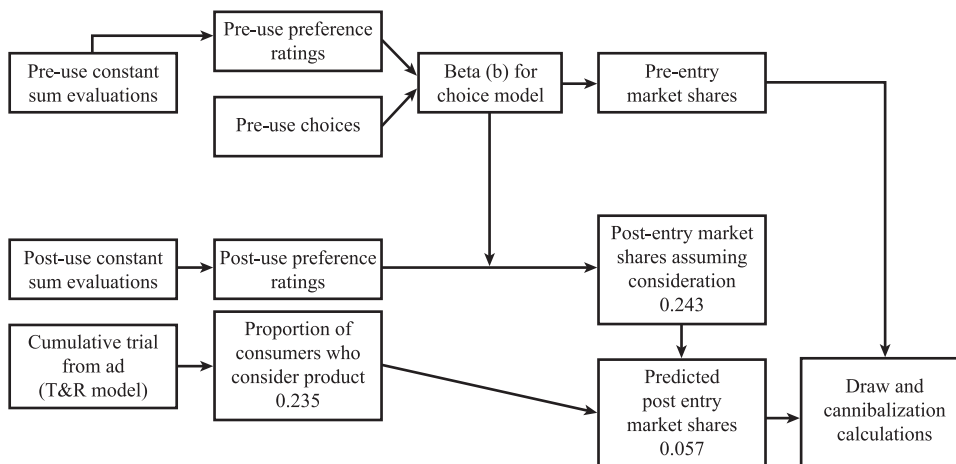 Pre-use constant
sum evaluations
Pre-use preference
ratings
Pre-use choices
Beta (b) for
choice model
Pre-entry
market shares
Post-use constant
sum evaluations
Post-use preference
ratings
Post-entry market
shares assuming
consideration
0.243
Cumulative trial
from ad
(T&R model)
Proportion of
consumers who
consider product
0.235
Predicted
post entry
market shares
0.057
Draw and
cannibalization
calculations